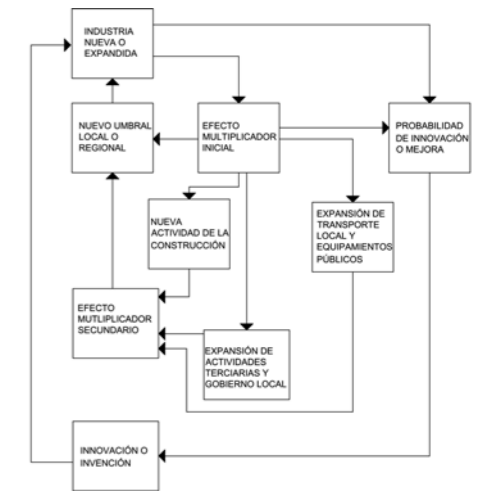 INDUSTRIA
NUEVA O
EXPANDIDA
NUEVO UMBRAL
LOCAL O
REGIONAL
EFECTO
MULTIPLICADOR
INICIAL
PROBABILIDAD
DE INNOVACIÓN
O MEJORA
NUEVA
ACTIVIDAD DE LA
CONSTRUCCIÓN
EXPANSIÓN DE
TRANSPORTE
LOCAL Y
EQUIPAMIENTOS
PÚBLICOS
EFECTO
MUTLIPLICADOR
SECUNDARIO
EXPANSIÓN DE
ACTIVIDADES
TERCIARIAS Y
GOBIERNO LOCAL
INNOVACIÓN O
INVENCIÓN